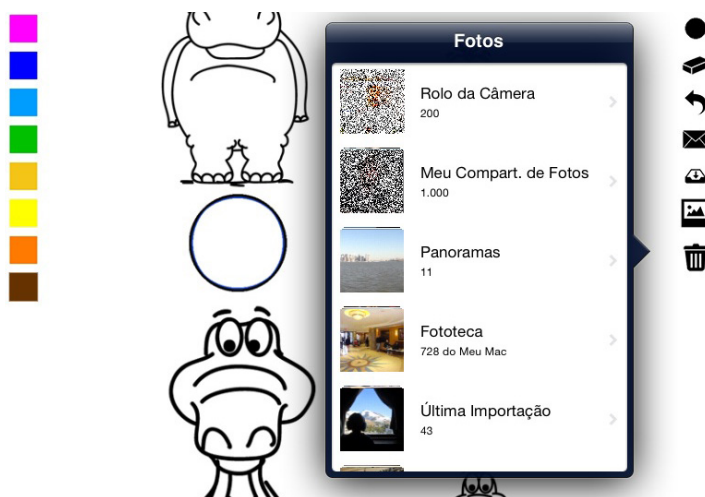 Fotos
Rolo da Câmera
200
Meu Compart. de Fotos
1.000
Panoramas
11
Fototeca
728 do Meu Mac
Última Importação
43